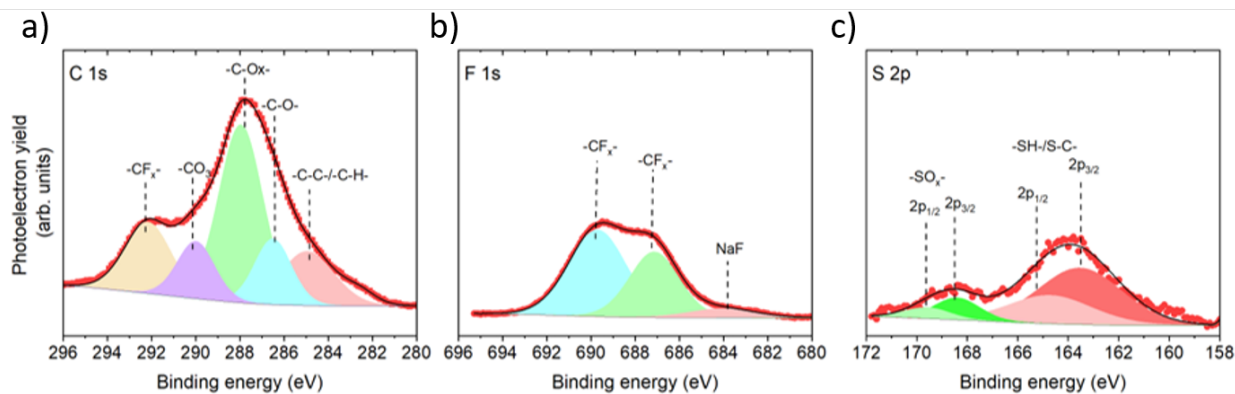 a)
b)
c)
Photoelectron yield
(arb. units)
C 1s
-CFₓ-
-CO₃
-C-Ox-
-C-O-
-C-C-/-C-H-
296 294 292 290 288 286 284 282 280
Binding energy (eV)
F 1s
-CFₓ-
-CFₓ-
NaF
696 694 692 690 688 686 684 682 680
Binding energy (eV)
S 2p
-SOₓ-
2p₁/₂ 2p₃/₂
-SH-/S-C-
2p₁/₂
2p₃/₂
172 170 168 166 164 162 160 158
Binding energy (eV)